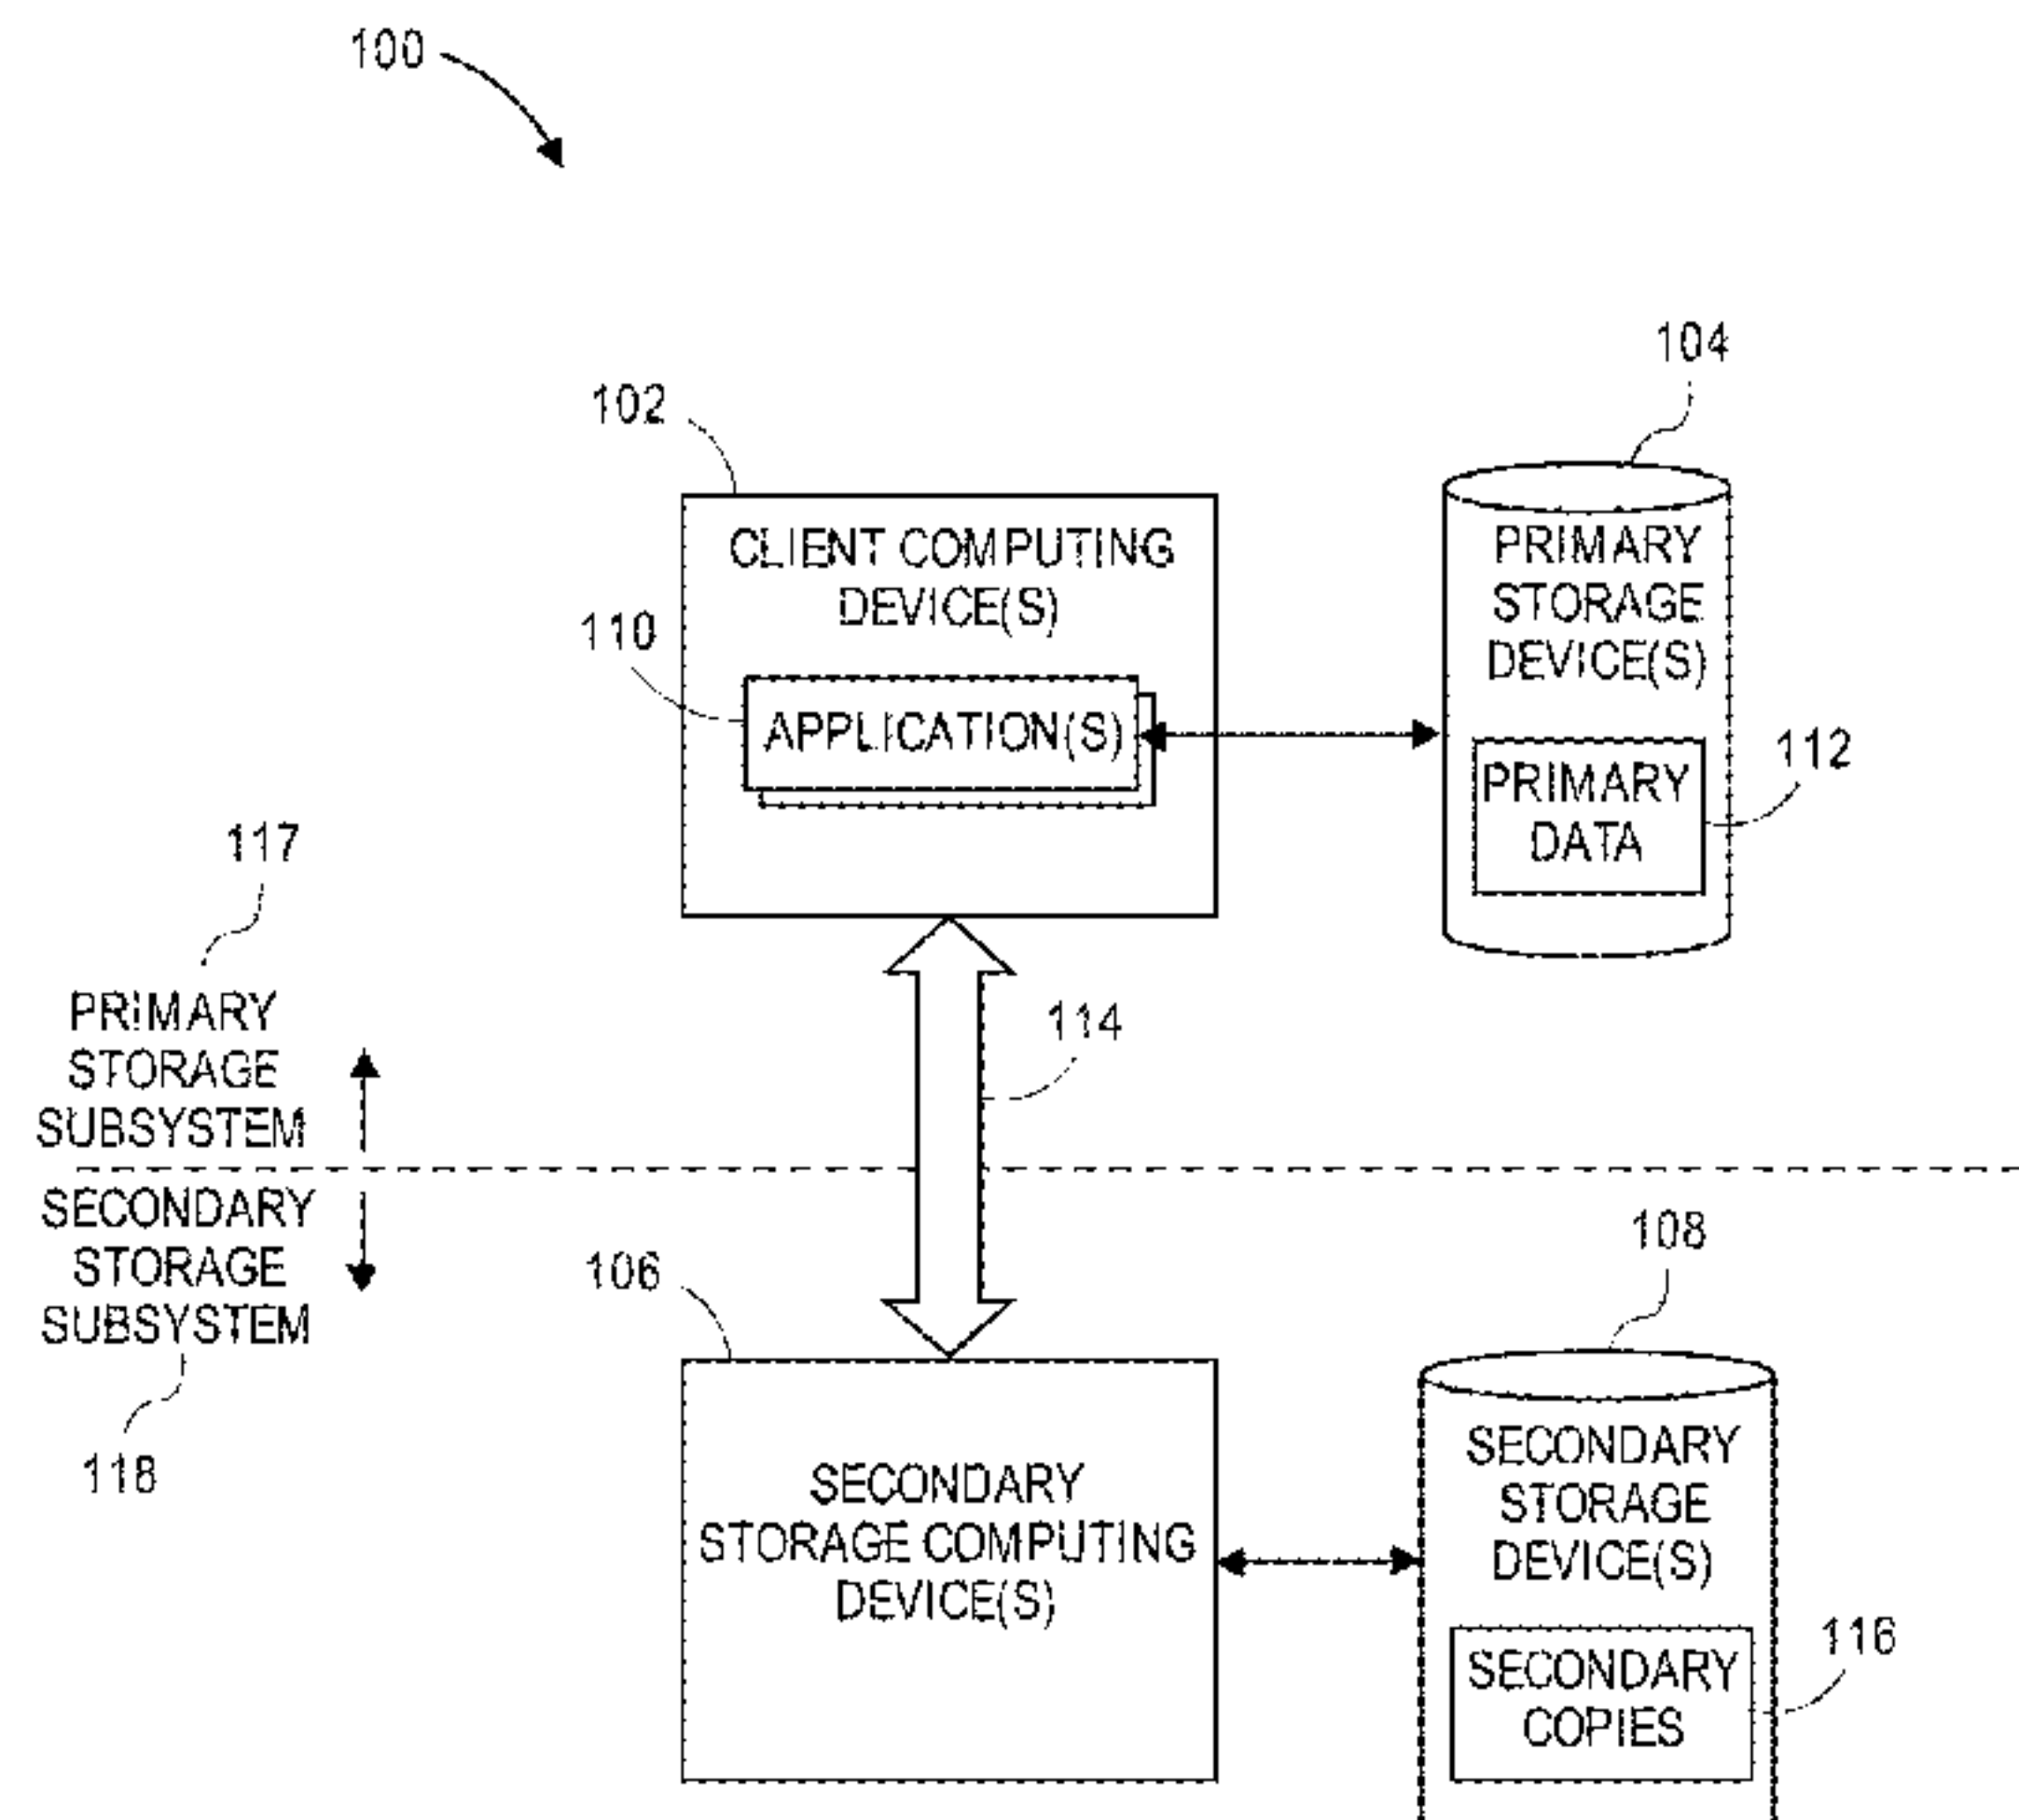 100
104
102
CLIENT COMPUTING
DEVICE(S)
PRIMARY
STORAGE
DEVICE(S)
110
APPLICATION(S)
PRIMARY
DATA
112
117
PRIMARY
STORAGE
SUBSYSTEM
114
SECONDARY
STORAGE
SUBSYSTEM
118
106
108
SECONDARY
STORAGE COMPUTING
DEVICE(S)
SECONDARY
STORAGE
DEVICE(S)
SECONDARY
COPIES
116